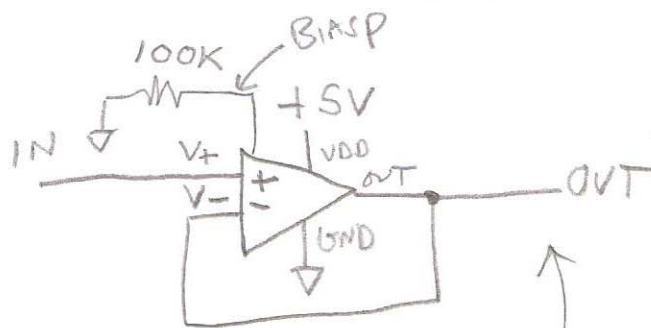 BIASP
100K
+5V
IN
V+
VDD
+
OUT
OUT
V-
-
GND